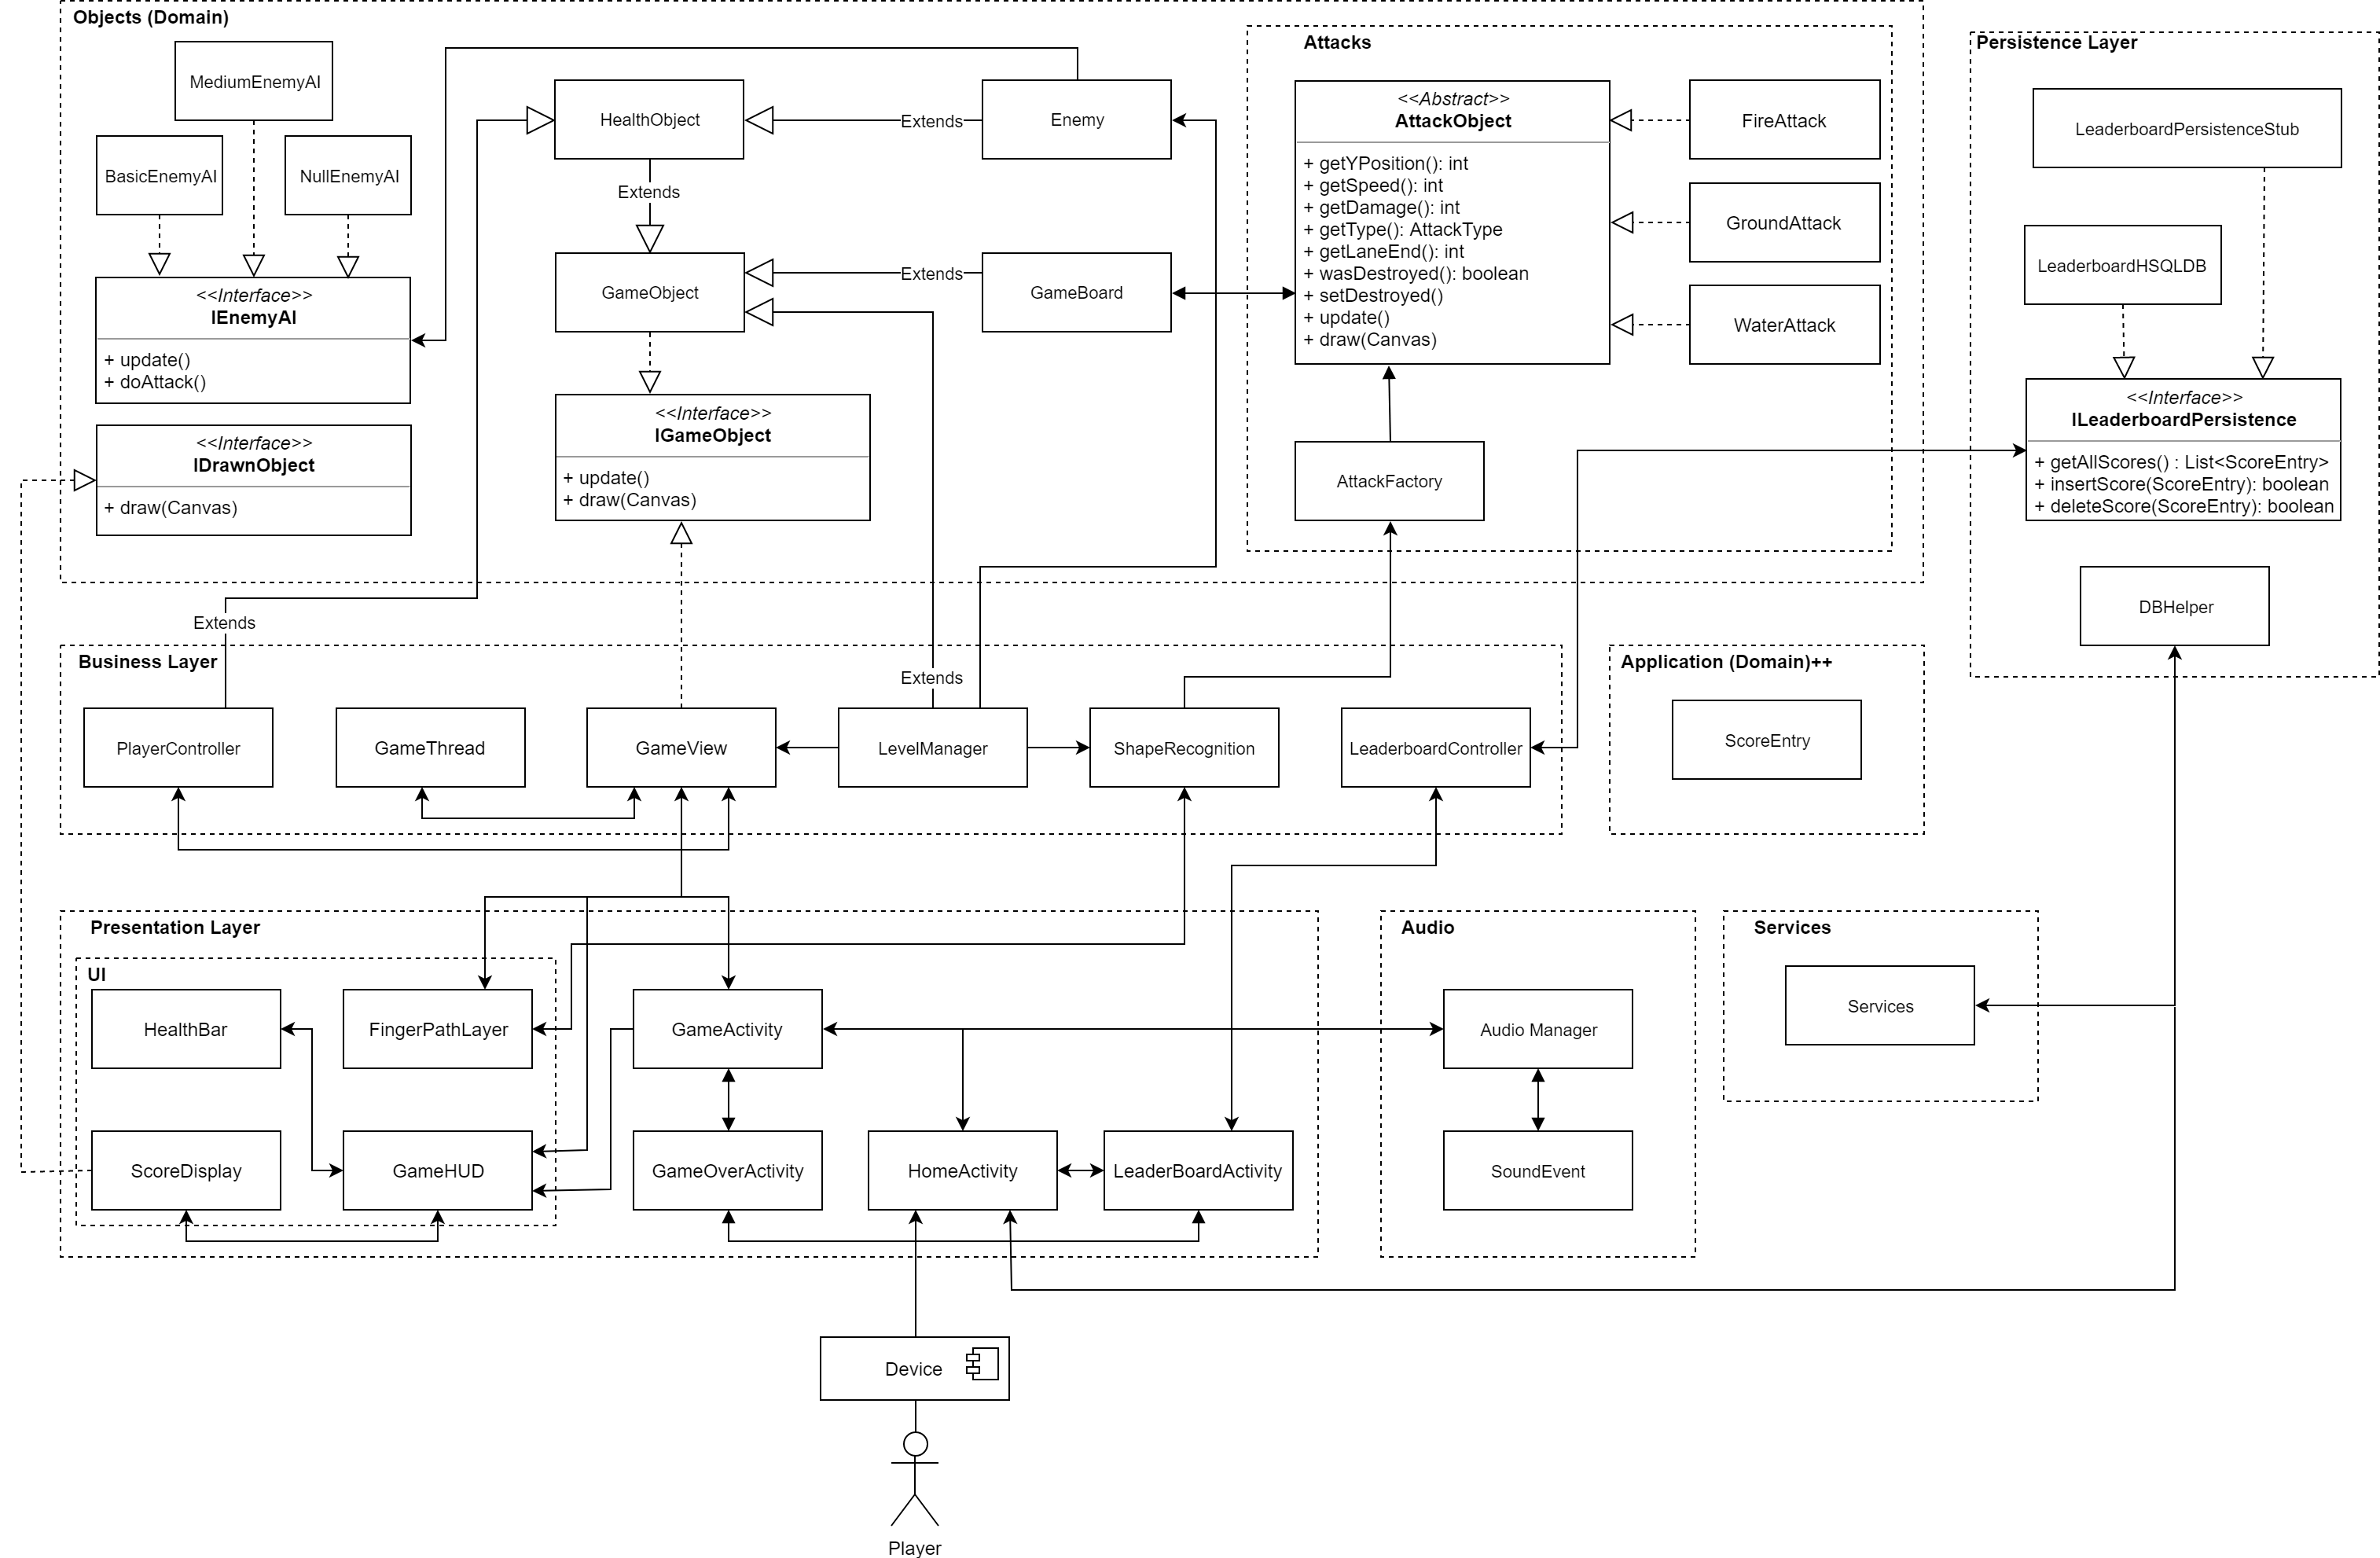 Objects (Domain)
MediumEnemyAI
BasicEnemyAI
NullEnemyAI
<<Interface>>
IEnemyAI
+ update()
+ doAttack()
<<Interface>>
IDrawnObject
+ draw(Canvas)
HealthObject
Extends
Enemy
Extends
GameObject
Extends
GameBoard
<<Interface>>
IGameObject
+ update()
+ draw(Canvas)
Attacks
<<Abstract>>
AttackObject
+ getYPosition(): int
+ getSpeed(): int
+ getDamage(): int
+ getType(): AttackType
+ getLaneEnd(): int
+ wasDestroyed(): boolean
+ setDestroyed()
+ update()
+ draw(Canvas)
FireAttack
GroundAttack
WaterAttack
AttackFactory
Persistence Layer
LeaderboardPersistenceStub
LeaderboardHSQLDB
<<Interface>>
ILeaderboardPersistence
+ getAllScores() : List<ScoreEntry>
+ insertScore(ScoreEntry): boolean
+ deleteScore(ScoreEntry): boolean
DBHelper
Extends
Business Layer
Extends
PlayerController
GameThread
GameView
LevelManager
ShapeRecognition
LeaderboardController
Application (Domain)++
ScoreEntry
Presentation Layer
UI
HealthBar
FingerPathLayer
GameActivity
ScoreDisplay
GameHUD
GameOverActivity
HomeActivity
LeaderBoardActivity
Audio
Audio Manager
SoundEvent
Services
Services
Device
Player